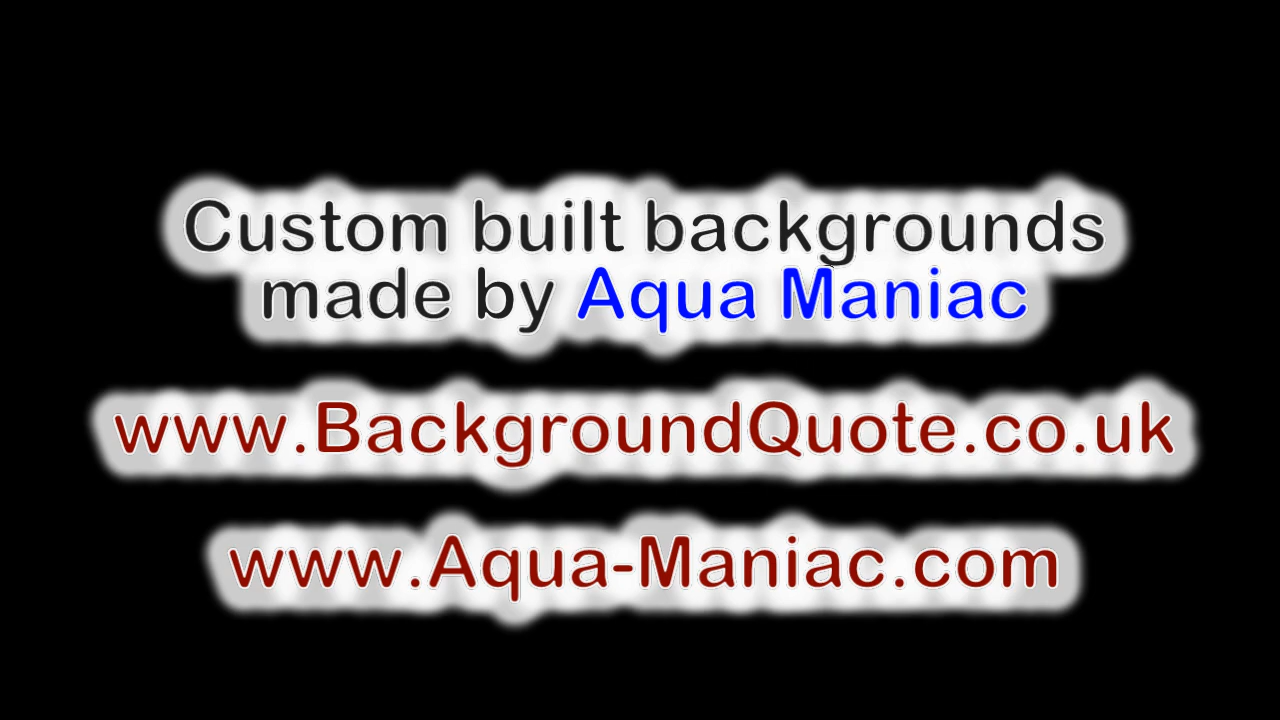 Custom built backgrounds
made by Aqua Maniac
www.BackgroundQuote.co.uk
www.Aqua-Maniac.com